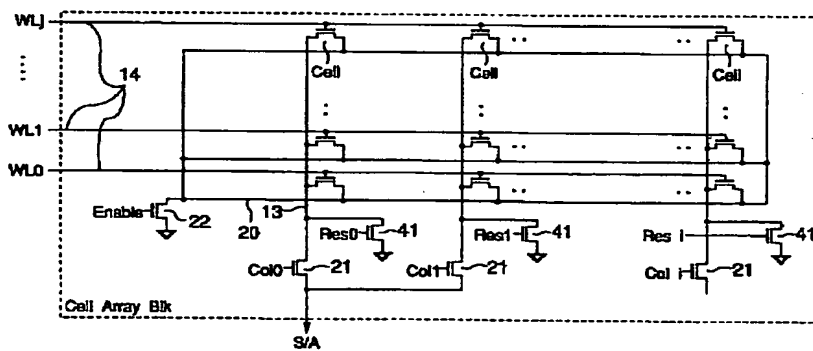 WLj
14
Cell
Cell
Cell
WL1
WL0
Enable
22
20
13
Res0
41
Res1
41
Res i
41
Col0
21
Col1
21
Col i
21
Cell Array Blk
S/A